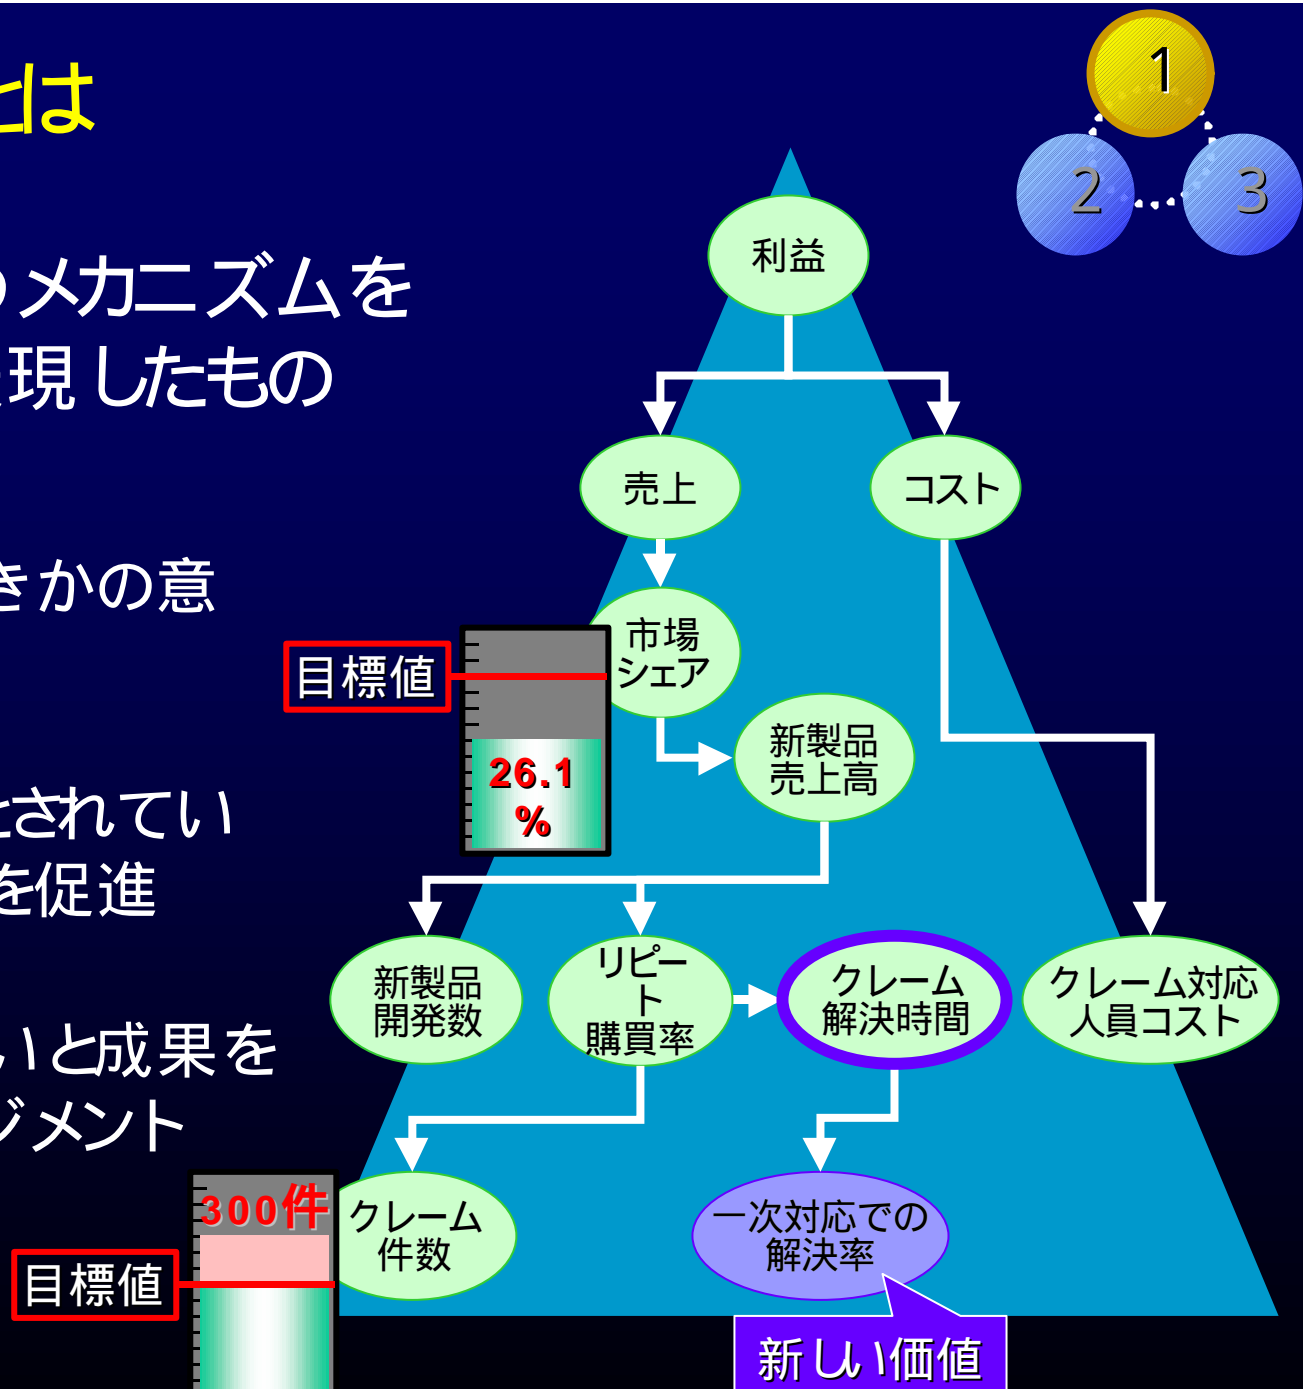 とは
のメカニズムを
現したもの
きかの意
とされてい
を促進
いと成果を
ジメント
1
2
3
利益
売上
コスト
市場
シェア
目標値
26.1
%
新製品
売上高
新製品
開発数
リピー
ト
購買率
クレーム
解決時間
クレーム対応
人員コスト
300件
目標値
クレーム
件数
一次対応での
解決率
新しい価値